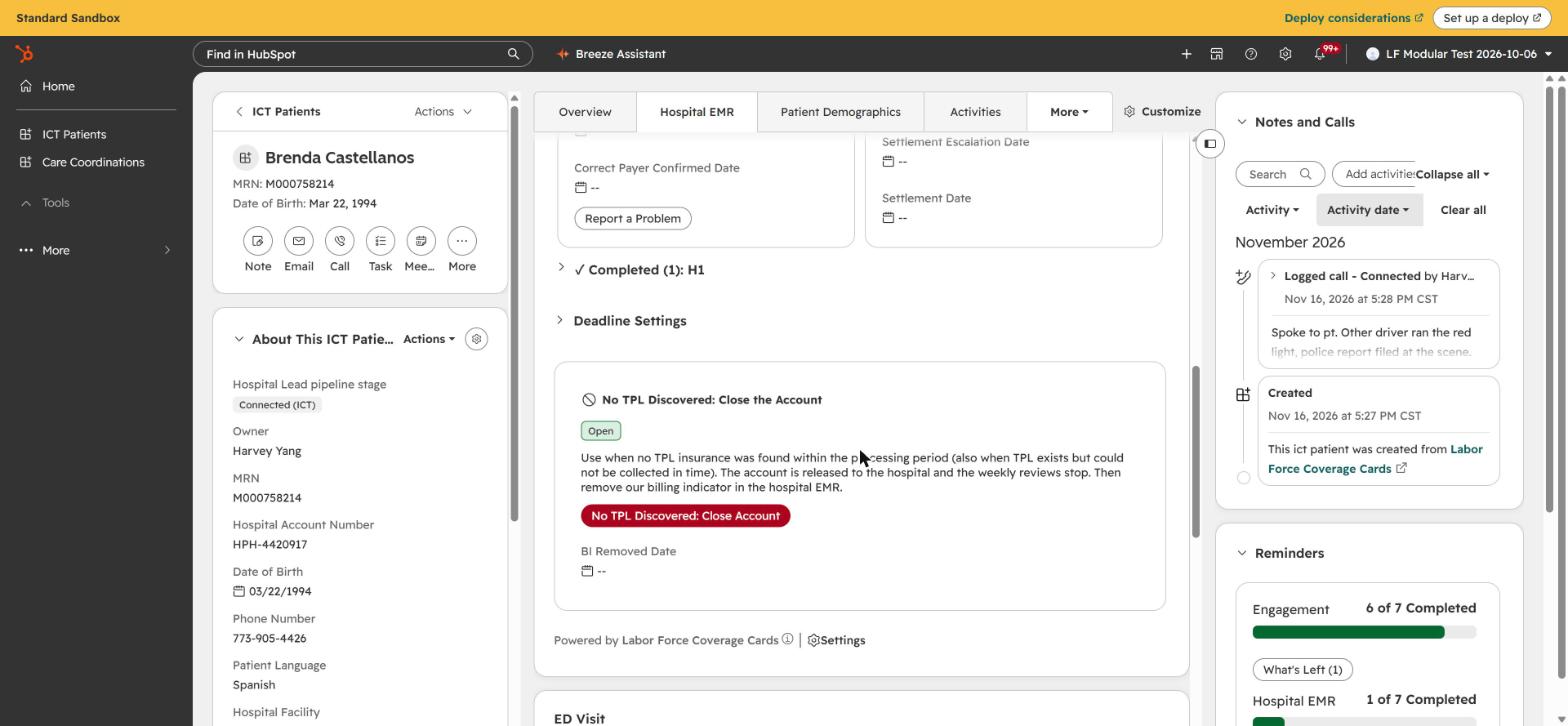 Standard Sandbox
Deploy considerations
Set up a deploy
Find in HubSpot
Breeze Assistant
99+
LF Modular Test 2026-10-06
Home
ICT Patients
Care Coordinations
Tools
More
ICT Patients
Actions
Brenda Castellanos
MRN: M000758214
Date of Birth: Mar 22, 1994
Note
Email
Call
Task
Mee...
More
About This ICT Patie...
Actions
Hospital Lead pipeline stage
Connected (ICT)
Owner
Harvey Yang
MRN
M000758214
Hospital Account Number
HPH-4420917
Date of Birth
03/22/1994
Phone Number
773-905-4426
Patient Language
Spanish
Hospital Facility
Overview
Hospital EMR
Patient Demographics
Activities
More
Customize
Correct Payer Confirmed Date
--
Report a Problem
Settlement Escalation Date
--
Settlement Date
--
✓ Completed (1): H1
Deadline Settings
No TPL Discovered: Close the Account
Open
Use when no TPL insurance was found within the processing period (also when TPL exists but could
not be collected in time). The account is released to the hospital and the weekly reviews stop. Then
remove our billing indicator in the hospital EMR.
No TPL Discovered: Close Account
BI Removed Date
--
Powered by Labor Force Coverage Cards
|
Settings
ED Visit
Notes and Calls
Search
Add activities
Collapse all
Activity
Activity date
Clear all
November 2026
Logged call - Connected by Harv...
Nov 16, 2026 at 5:28 PM CST
Spoke to pt. Other driver ran the red
light, police report filed at the scene.
Created
Nov 16, 2026 at 5:27 PM CST
This ict patient was created from Labor
Force Coverage Cards
Reminders
Engagement
6 of 7 Completed
What's Left (1)
Hospital EMR
1 of 7 Completed